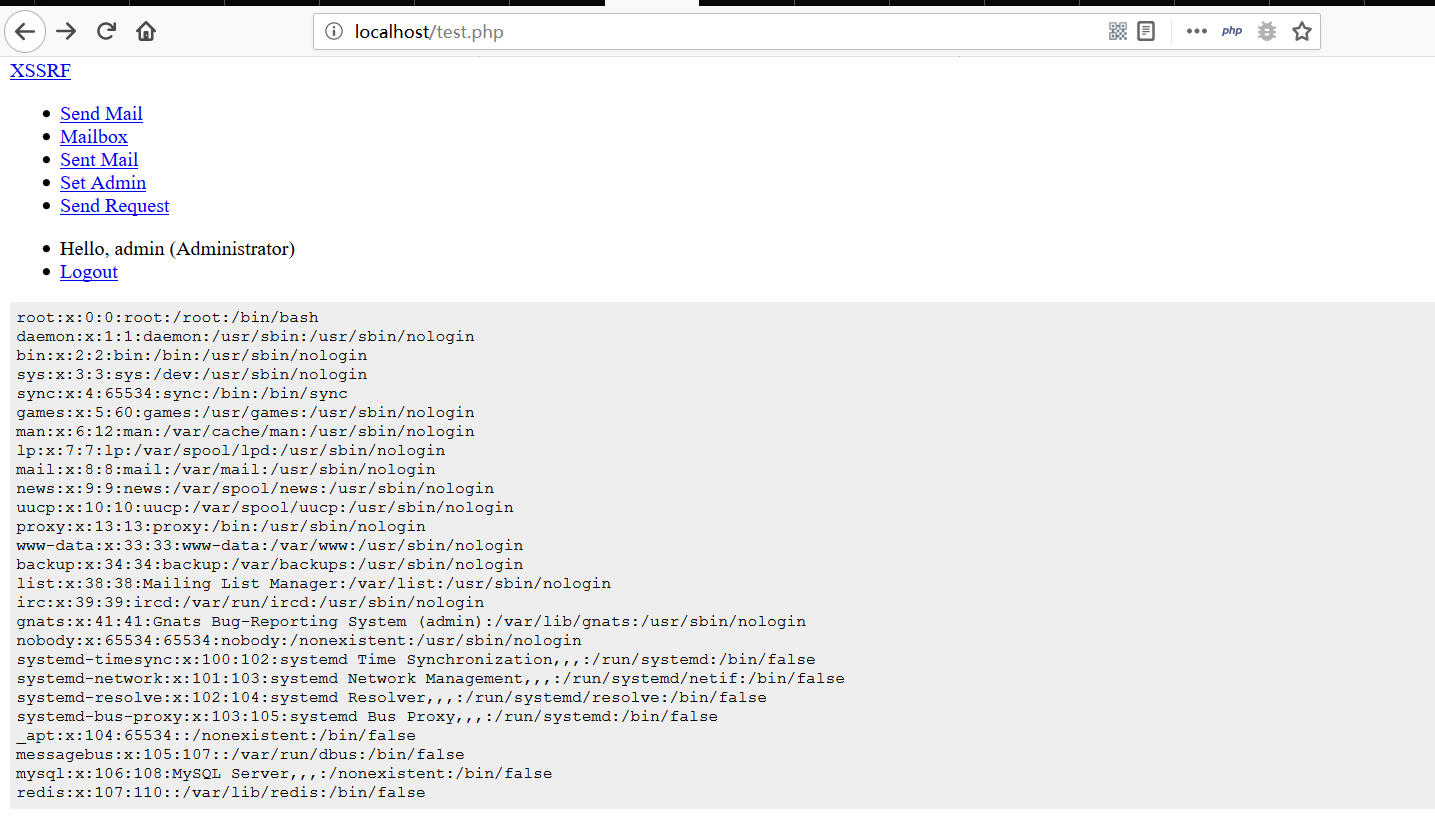 localhost/test.php
php
XSSRF
Send Mail
Mailbox
Sent Mail
Set Admin
Send Request
Hello, admin (Administrator)
Logout
root:x:0:0:root:/root:/bin/bash
daemon:x:1:1:daemon:/usr/sbin:/usr/sbin/nologin
bin:x:2:2:bin:/bin:/usr/sbin/nologin
sys:x:3:3:sys:/dev:/usr/sbin/nologin
sync:x:4:65534:sync:/bin:/bin/sync
games:x:5:60:games:/usr/games:/usr/sbin/nologin
man:x:6:12:man:/var/cache/man:/usr/sbin/nologin
lp:x:7:7:lp:/var/spool/lpd:/usr/sbin/nologin
mail:x:8:8:mail:/var/mail:/usr/sbin/nologin
news:x:9:9:news:/var/spool/news:/usr/sbin/nologin
uucp:x:10:10:uucp:/var/spool/uucp:/usr/sbin/nologin
proxy:x:13:13:proxy:/bin:/usr/sbin/nologin
www-data:x:33:33:www-data:/var/www:/usr/sbin/nologin
backup:x:34:34:backup:/var/backups:/usr/sbin/nologin
list:x:38:38:Mailing List Manager:/var/list:/usr/sbin/nologin
irc:x:39:39:ircd:/var/run/ircd:/usr/sbin/nologin
gnats:x:41:41:Gnats Bug-Reporting System (admin):/var/lib/gnats:/usr/sbin/nologin
nobody:x:65534:65534:nobody:/nonexistent:/usr/sbin/nologin
systemd-timesync:x:100:102:systemd Time Synchronization,,,:/run/systemd:/bin/false
systemd-network:x:101:103:systemd Network Management,,,:/run/systemd/netif:/bin/false
systemd-resolve:x:102:104:systemd Resolver,,,:/run/systemd/resolve:/bin/false
systemd-bus-proxy:x:103:105:systemd Bus Proxy,,,:/run/systemd:/bin/false
_apt:x:104:65534::/nonexistent:/bin/false
messagebus:x:105:107::/var/run/dbus:/bin/false
mysql:x:106:108:MySQL Server,,,:/nonexistent:/bin/false
redis:x:107:110::/var/lib/redis:/bin/false